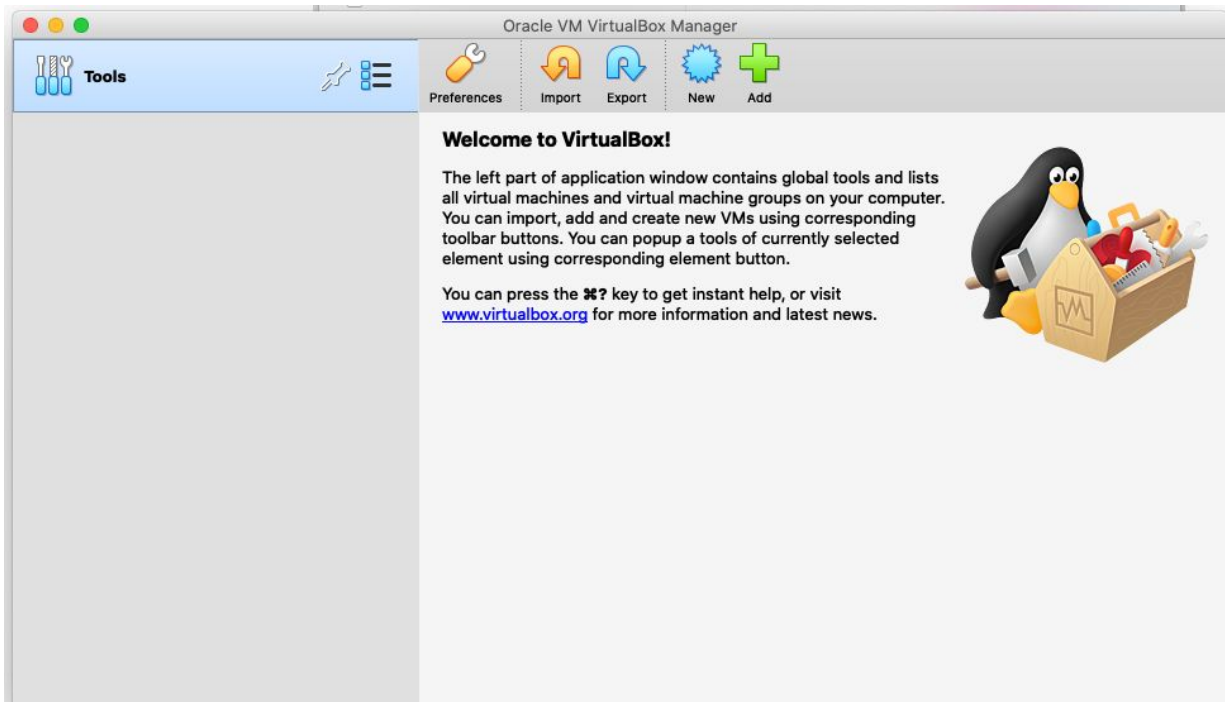 Oracle VM VirtualBox Manager
Tools
Preferences
Import
Export
New
Add
Welcome to VirtualBox!
The left part of application window contains global tools and lists
all virtual machines and virtual machine groups on your computer.
You can import, add and create new VMs using corresponding
toolbar buttons. You can popup a tools of currently selected
element using corresponding element button.
You can press the ⌘? key to get instant help, or visit
www.virtualbox.org for more information and latest news.